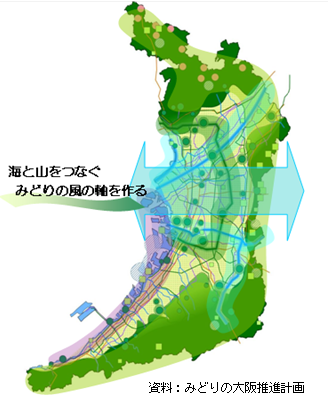 海と山をつなぐ
みどりの風の軸を作る
資料：みどりの大阪推進計画